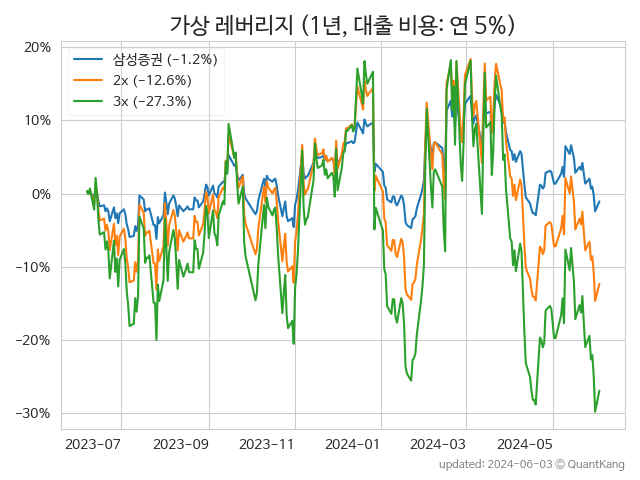 가상 레버리지 (1년, 대출 비용: 연 5%)
삼성증권 (−1.2%)
2x (−12.6%)
3x (−27.3%)
20%
10%
0%
−10%
−20%
−30%
2023-07
2023-09
2023-11
2024-01
2024-03
2024-05
updated: 2024-06-03 © QuantKang